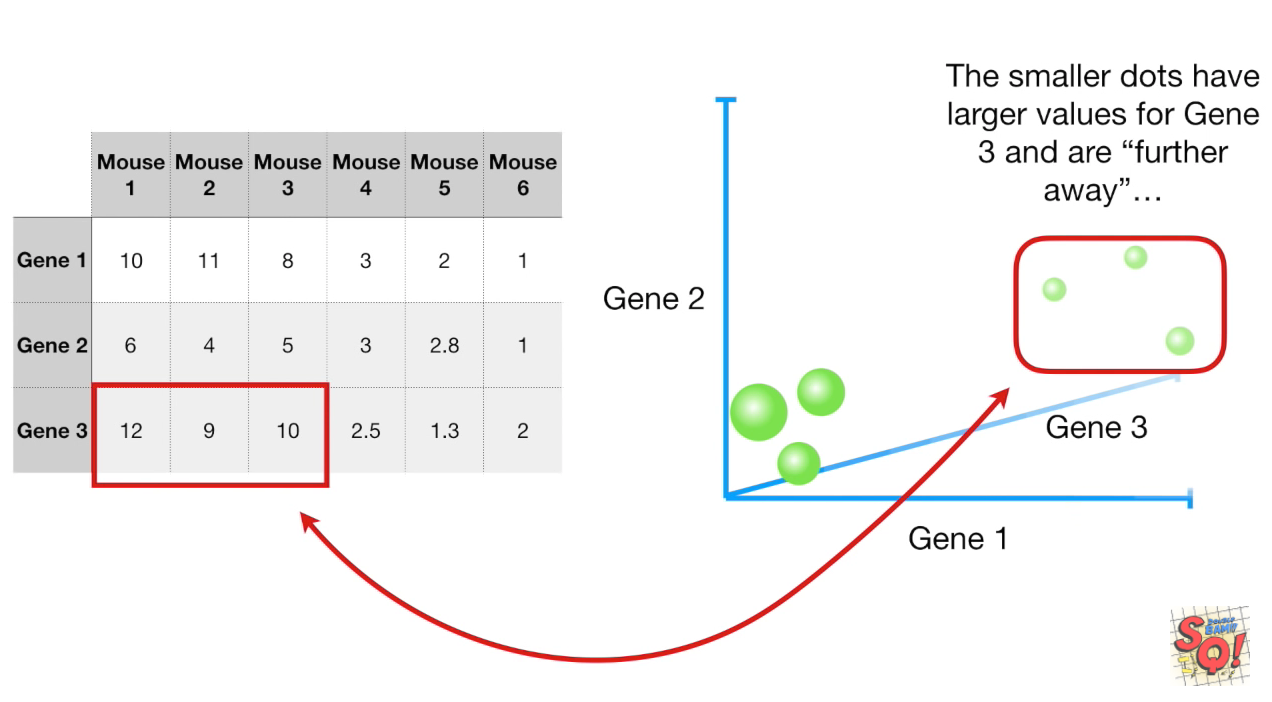 The smaller dots have
larger values for Gene
3 and are “further
away”…
Mouse 1 Mouse 2 Mouse 3 Mouse 4 Mouse 5 Mouse 6
Gene 1 10 11 8 3 2 1
Gene 2 6 4 5 3 2.8 1
Gene 3 12 9 10 2.5 1.3 2
Gene 2
Gene 3
Gene 1
DOUBLE
BAM!!
SQ!